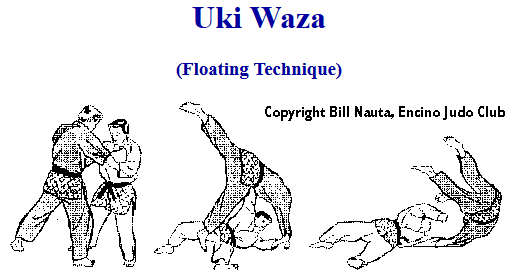 Uki Waza
(Floating Technique)
Copyright Bill Nauta, Encino Judo Club